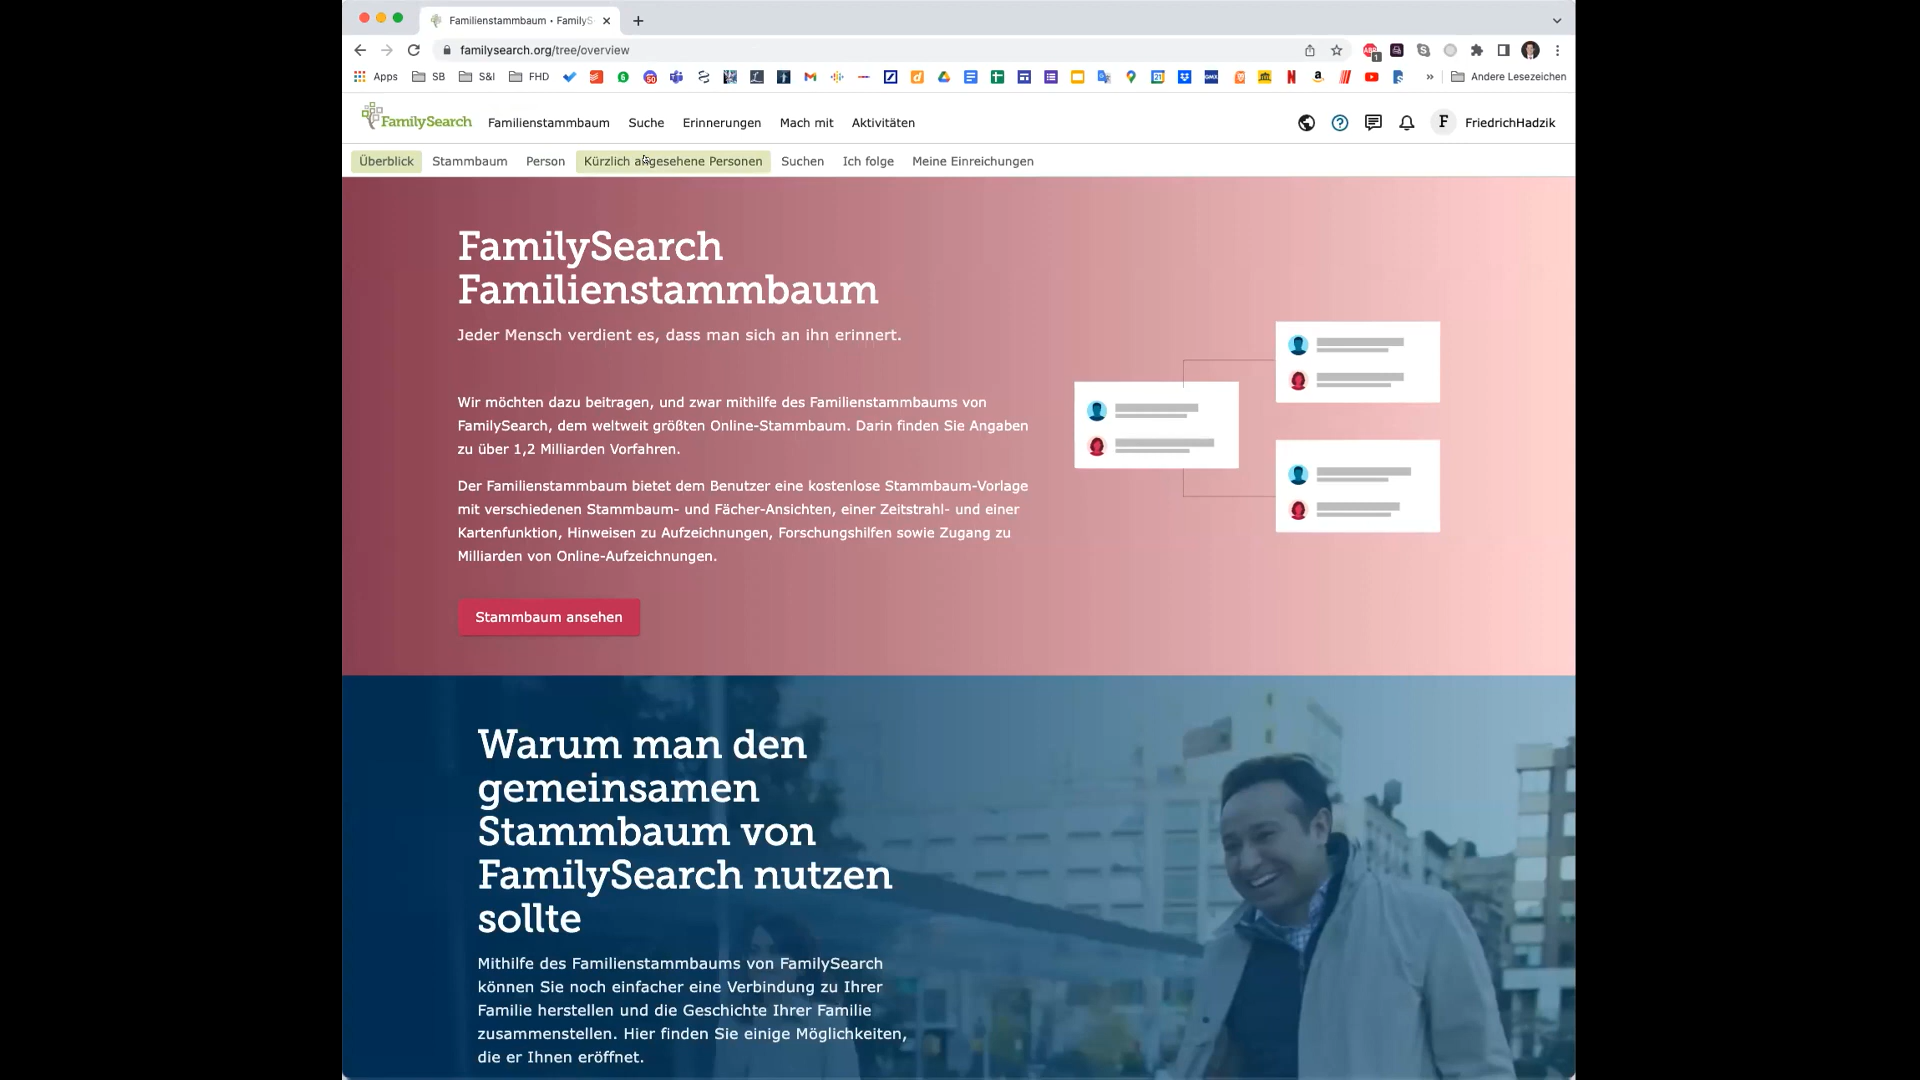 Familienstammbaum • FamilyS
familysearch.org/tree/overview
Apps SB S&I FHD Andere Lesezeichen
FamilySearch Familienstammbaum Suche Erinnerungen Mach mit Aktivitäten F FriedrichHadzik
Überblick Stammbaum Person Kürzlich angesehene Personen Suchen Ich folge Meine Einreichungen
FamilySearch
Familienstammbaum
Jeder Mensch verdient es, dass man sich an ihn erinnert.
Wir möchten dazu beitragen, und zwar mithilfe des Familienstammbaums von
FamilySearch, dem weltweit größten Online-Stammbaum. Darin finden Sie Angaben
zu über 1,2 Milliarden Vorfahren.
Der Familienstammbaum bietet dem Benutzer eine kostenlose Stammbaum-Vorlage
mit verschiedenen Stammbaum- und Fächer-Ansichten, einer Zeitstrahl- und einer
Kartenfunktion, Hinweisen zu Aufzeichnungen, Forschungshilfen sowie Zugang zu
Milliarden von Online-Aufzeichnungen.
Stammbaum ansehen
Warum man den
gemeinsamen
Stammbaum von
FamilySearch nutzen
sollte
Mithilfe des Familienstammbaums von FamilySearch
können Sie noch einfacher eine Verbindung zu Ihrer
Familie herstellen und die Geschichte Ihrer Familie
zusammenstellen. Hier finden Sie einige Möglichkeiten,
die er Ihnen eröffnet.